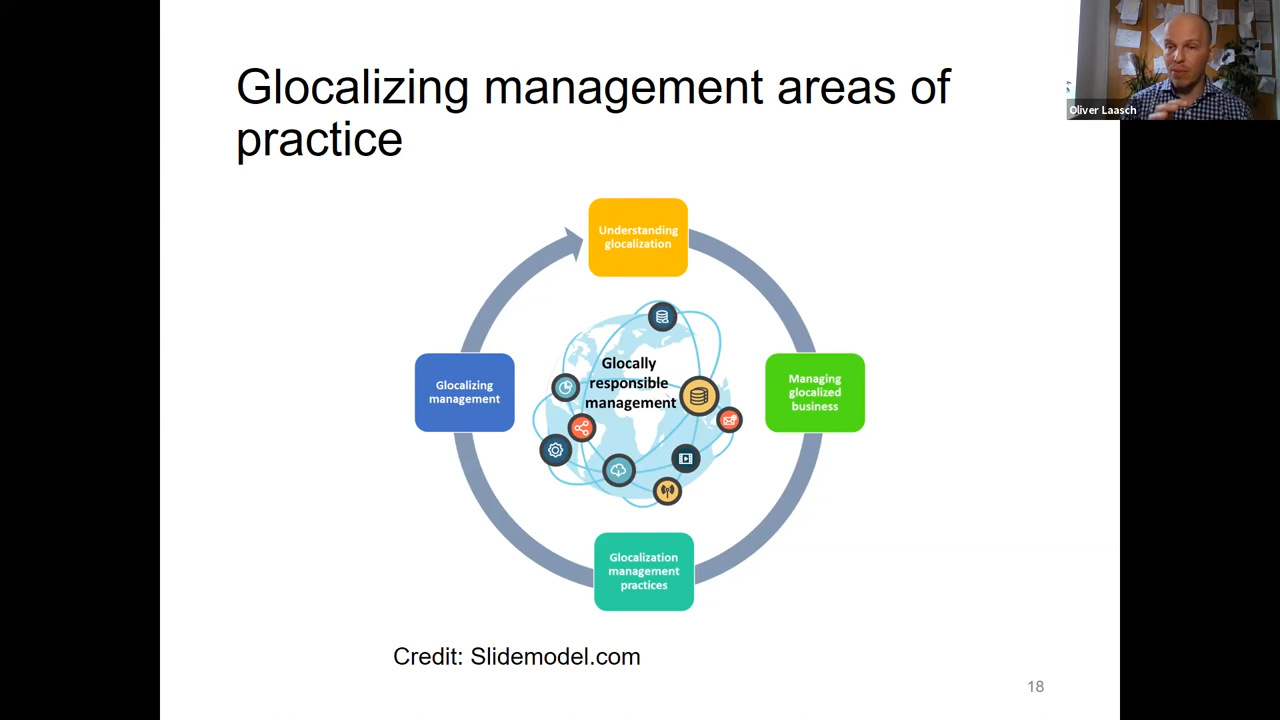 Glocalizing management areas of
practice
Oliver Laasch
Understanding
glocalization
Glocally
responsible
management
Glocalizing
management
Managing
glocalized
business
Glocalization
management
practices
Credit: Slidemodel.com
18